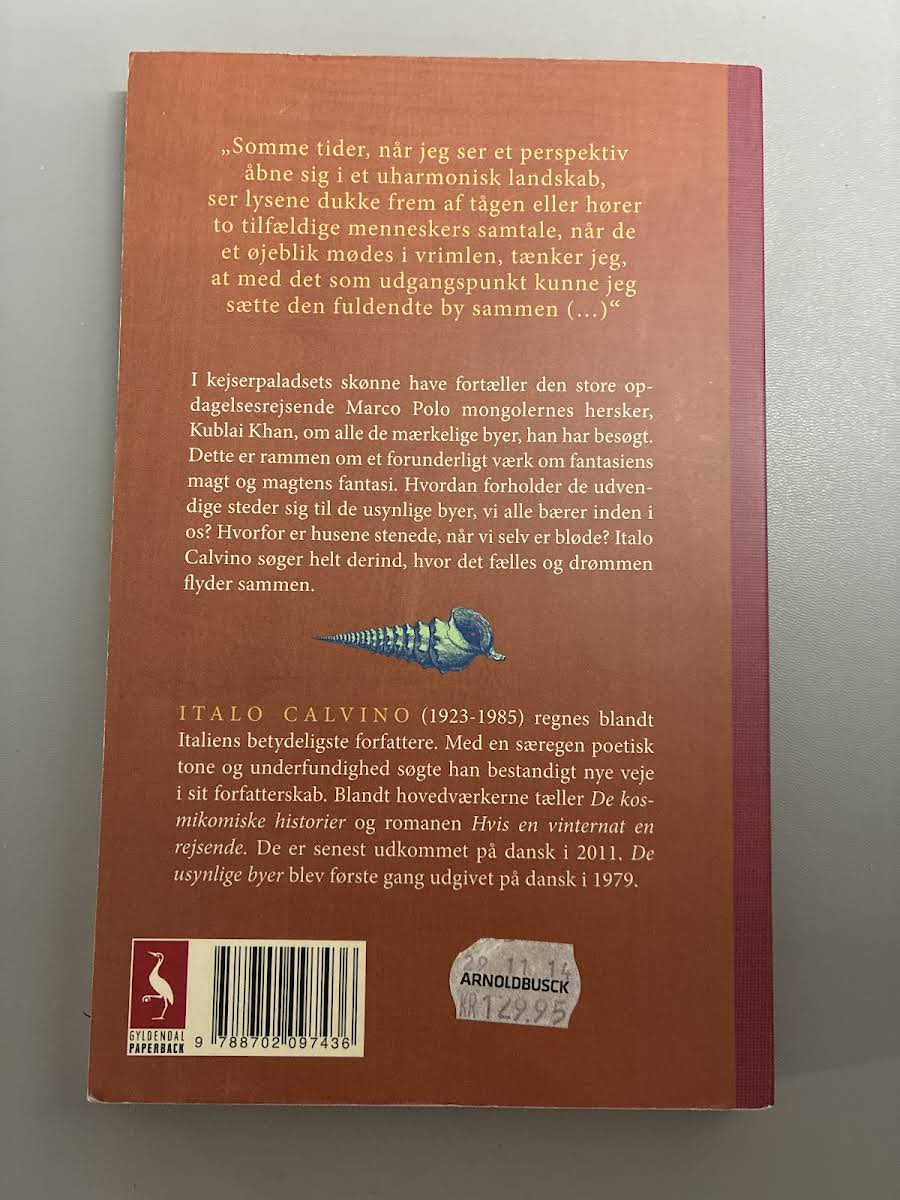 „Somme tider, når jeg ser et perspektiv
åbne sig i et uharmonisk landskab,
ser lysene dukke frem af tågen eller hører
to tilfældige menneskers samtale, når de
et øjeblik mødes i vrimlen, tænker jeg,
at med det som udgangspunkt kunne jeg
sætte den fuldendte by sammen (…)“
I kejserpaladsets skønne have fortæller den store op-
dagelsesrejsende Marco Polo mongolernes hersker,
Kublai Khan, om alle de mærkelige byer, han har besøgt.
Dette er rammen om et forunderligt værk om fantasiens
magt og magtens fantasi. Hvordan forholder de udven-
dige steder sig til de usynlige byer, vi alle bærer inden i
os? Hvorfor er husene stenede, når vi selv er bløde? Italo
Calvino søger helt derind, hvor det fælles og drømmen
flyder sammen.
ITALO CALVINO (1923-1985) regnes blandt
Italiens betydeligste forfattere. Med en særegen poetisk
tone og underfundighed søgte han bestandigt nye veje
i sit forfatterskab. Blandt hovedværkerne tæller De kos-
mikomiske historier og romanen Hvis en vinternat en
rejsende. De er senest udkommet på dansk i 2011. De
usynlige byer blev første gang udgivet på dansk i 1979.
GYLDENDAL
PAPERBACK
9 788702 097436
11 14
ARNOLDBUSCK
KR 129.95